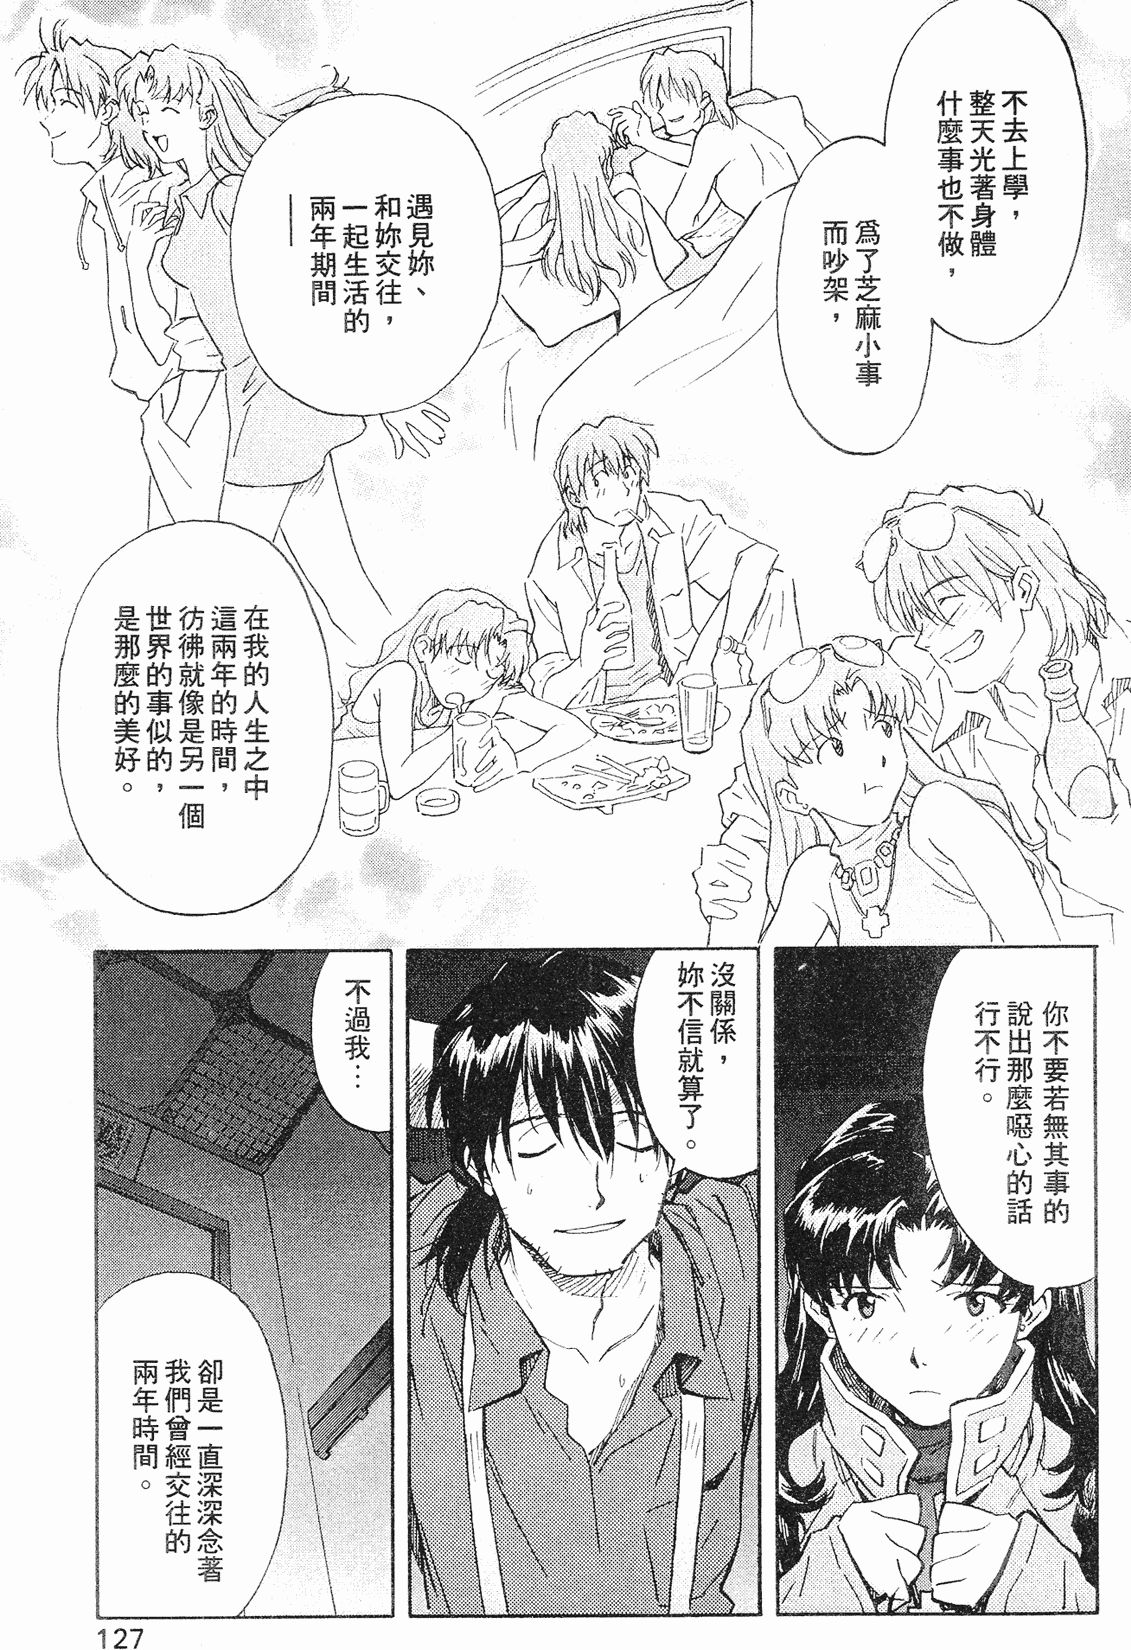 不去上學，
整天光著身體
什麼事也不做，
為了芝麻小事
而吵架，
遇見妳、
和妳交往，
一起生活的
兩年期間
——
在我的人生之中
這兩年的時間，
彷彿就像是另一個
世界的事似的，
是那麼的美好。
你不要若無其事的
說出那麼噁心的話
行不行。
沒關係，
妳不信就算了。
不過我…
卻是一直深深念著
我們曾經交往的
兩年時間。
127